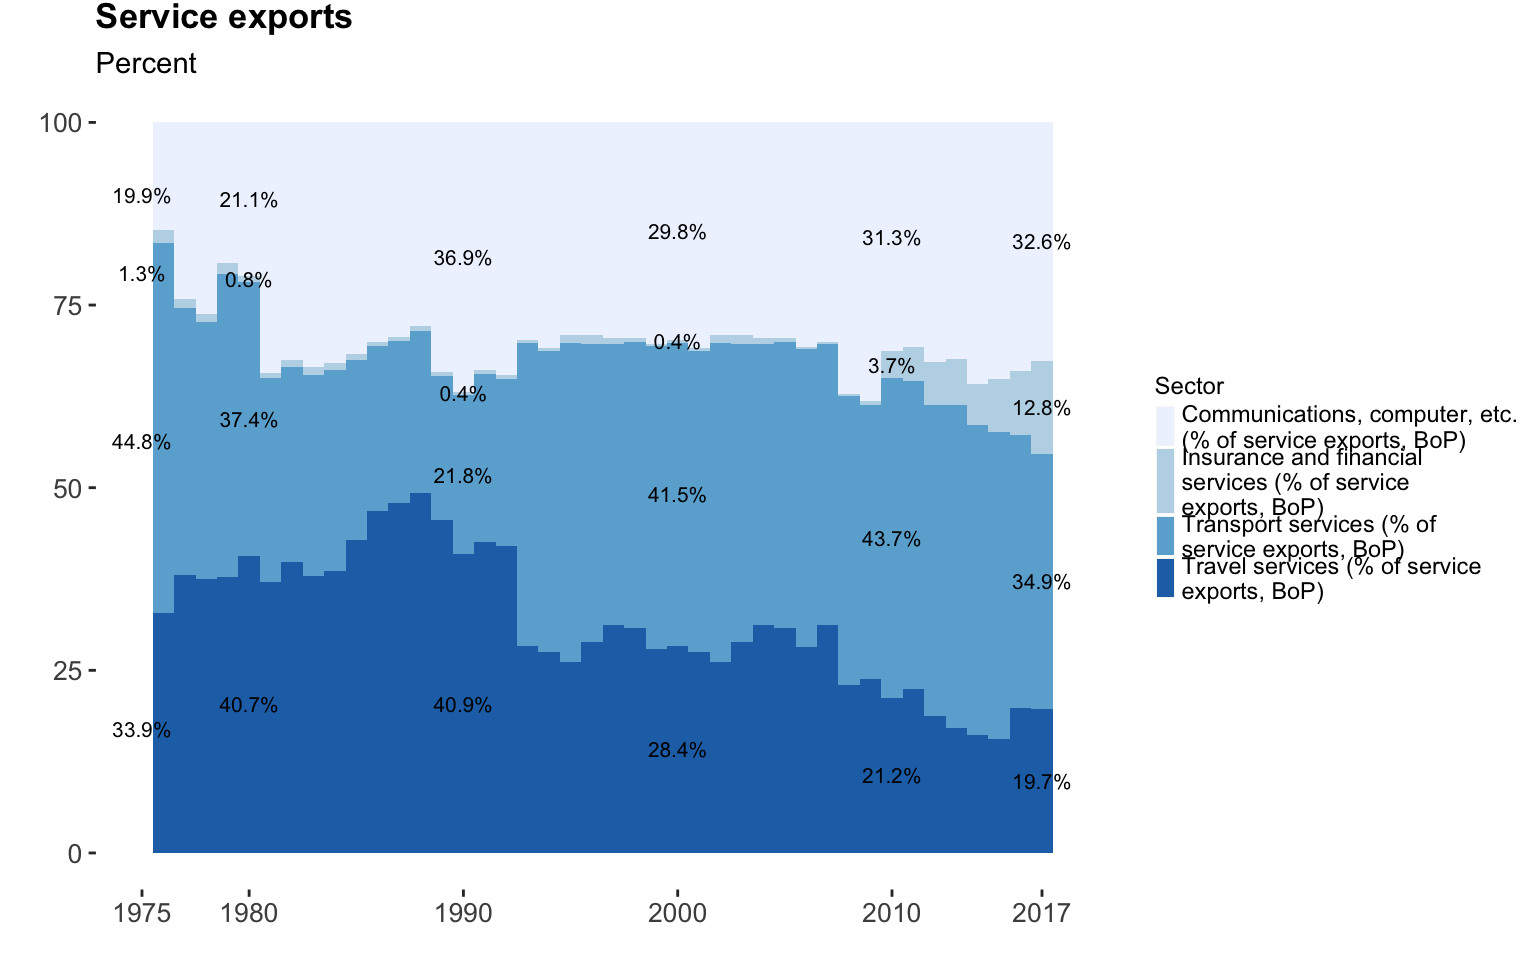 Service exports
Percent
100
75
50
25
0
19.9%
21.1%
36.9%
29.8%
31.3%
32.6%
1.3%
0.8%
0.4%
0.4%
3.7%
12.8%
44.8%
37.4%
21.8%
41.5%
43.7%
34.9%
33.9%
40.7%
40.9%
28.4%
21.2%
19.7%
1975
1980
1990
2000
2010
2017
Sector
Communications, computer, etc.
(% of service exports, BoP)
Insurance and financial
services (% of service
exports, BoP)
Transport services (% of
service exports, BoP)
Travel services (% of service
exports, BoP)